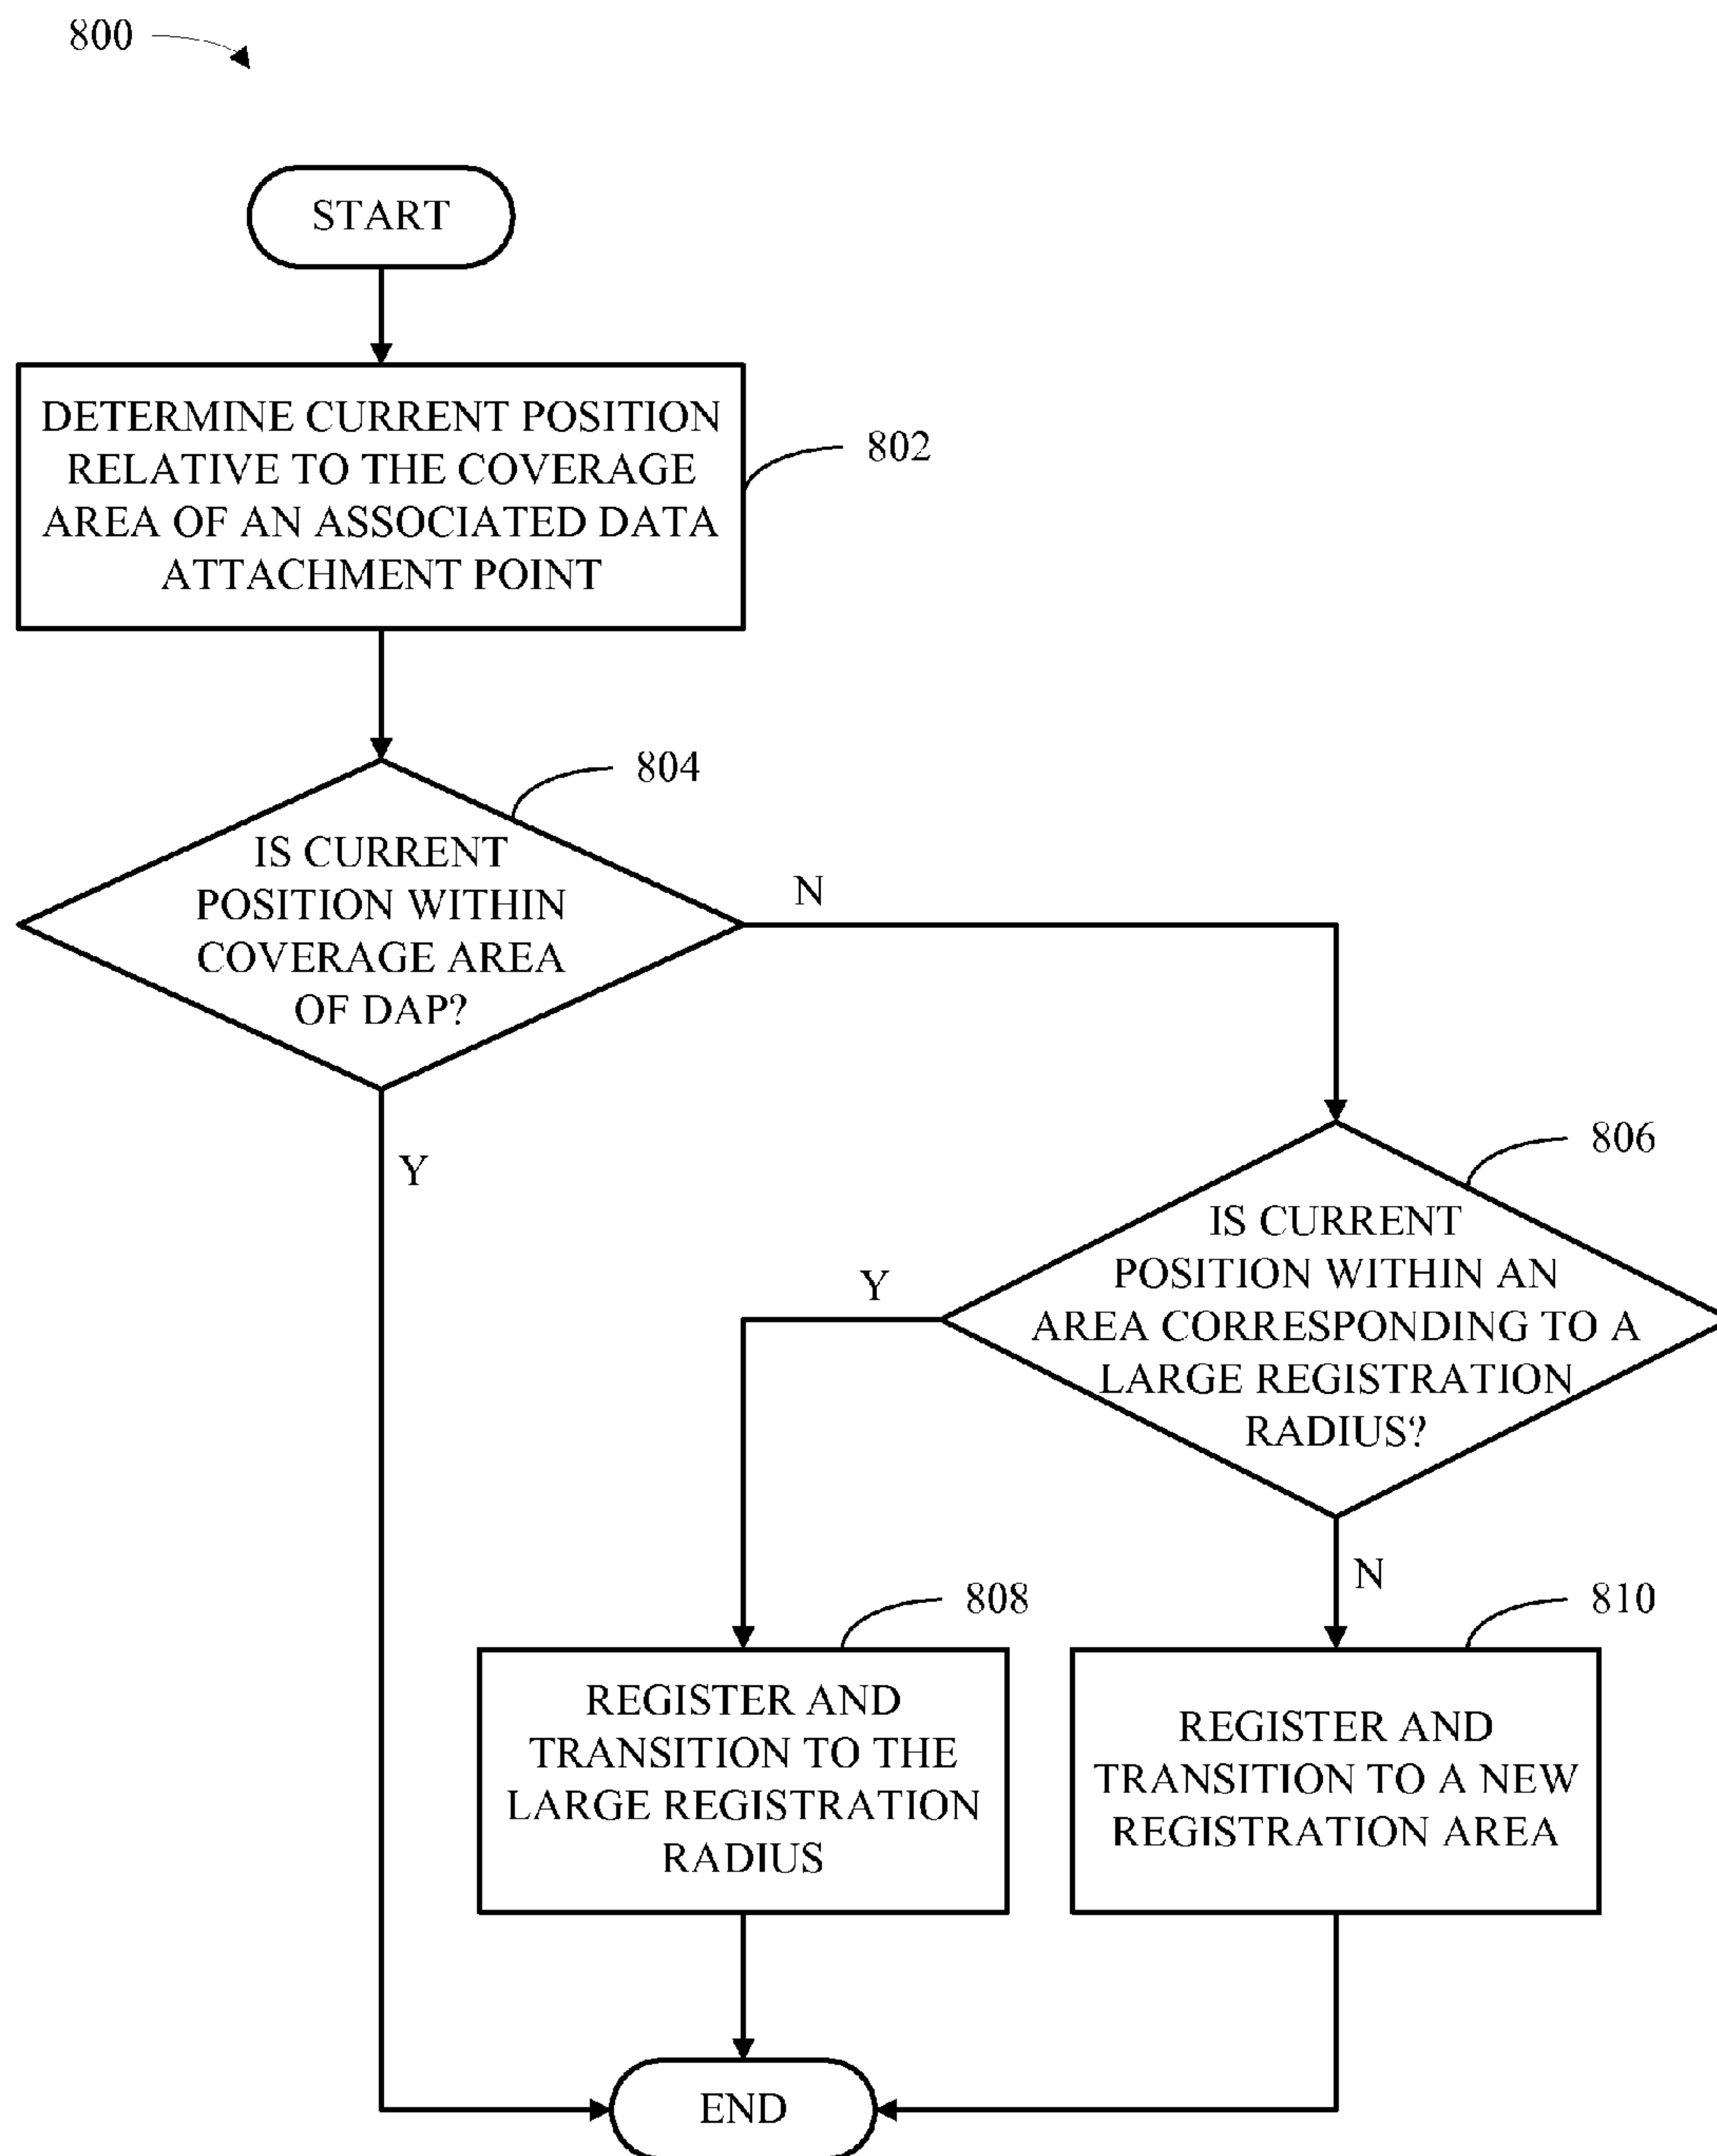 800
START
DETERMINE CURRENT POSITION
RELATIVE TO THE COVERAGE
AREA OF AN ASSOCIATED DATA
ATTACHMENT POINT
802
804
IS CURRENT
POSITION WITHIN
COVERAGE AREA
OF DAP?
N
Y
806
IS CURRENT
POSITION WITHIN AN
AREA CORRESPONDING TO A
LARGE REGISTRATION
RADIUS?
Y
N
808
REGISTER AND
TRANSITION TO THE
LARGE REGISTRATION
RADIUS
810
REGISTER AND
TRANSITION TO A NEW
REGISTRATION AREA
END